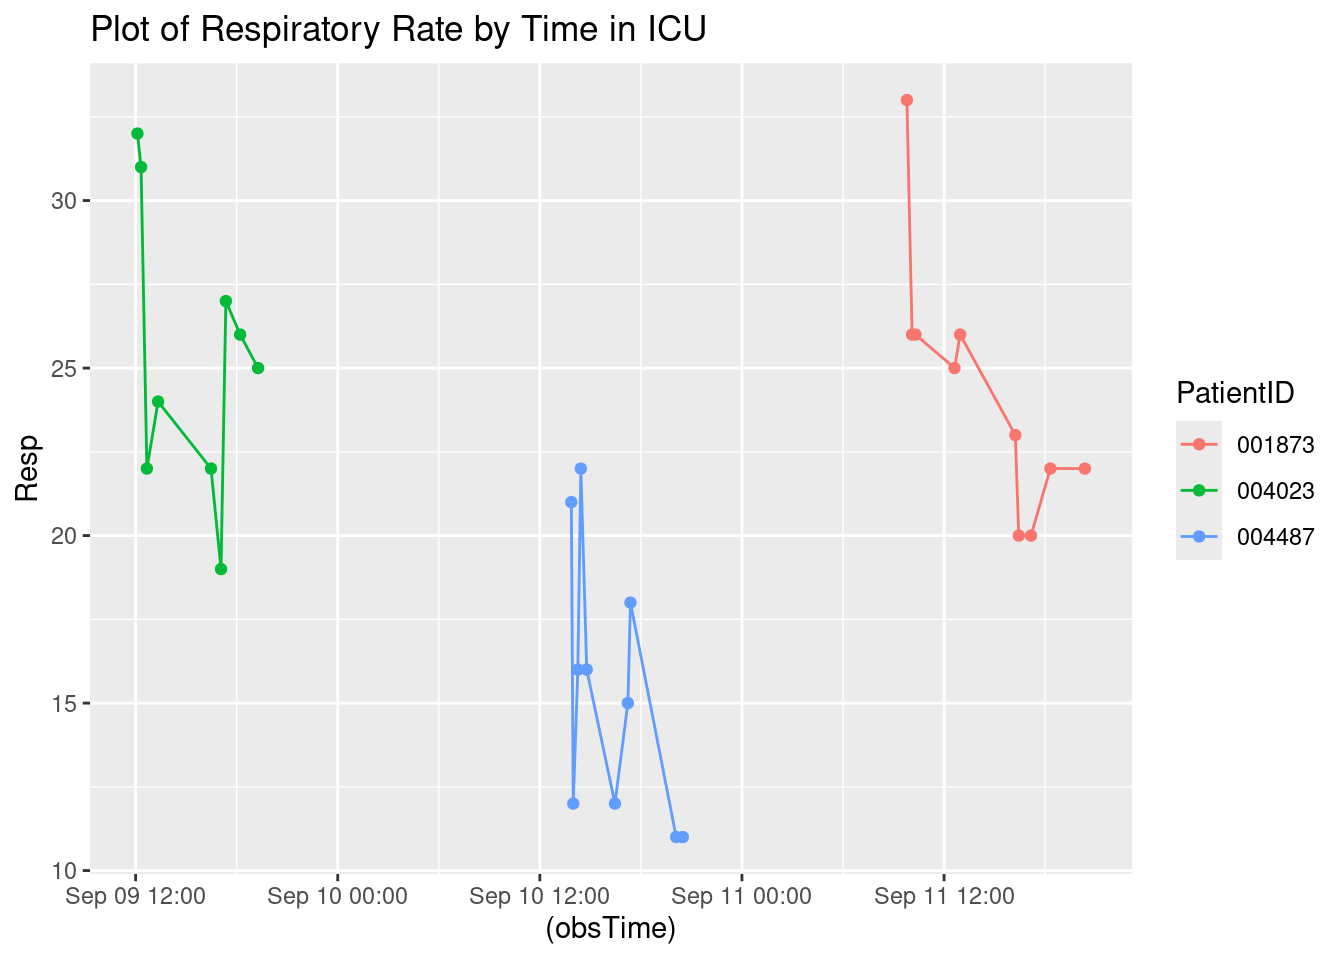 Plot of Respiratory Rate by Time in ICU
Resp
30
25
20
15
10
Sep 09 12:00
Sep 10 00:00
Sep 10 12:00
Sep 11 00:00
Sep 11 12:00
(obsTime)
PatientID
001873
004023
004487